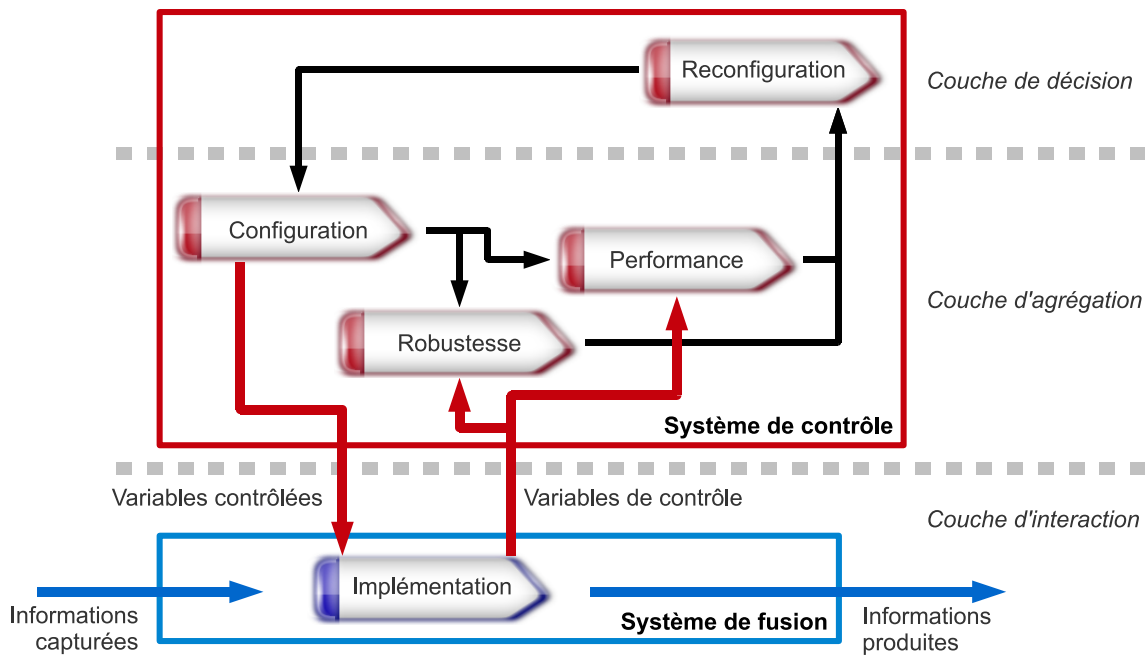 Reconfiguration
Couche de décision
Configuration
Performance
Couche d'agrégation
Robustesse
Système de contrôle
Variables contrôlées
Variables de contrôle
Couche d'interaction
Implémentation
Informations
capturées
Système de fusion
Informations
produites